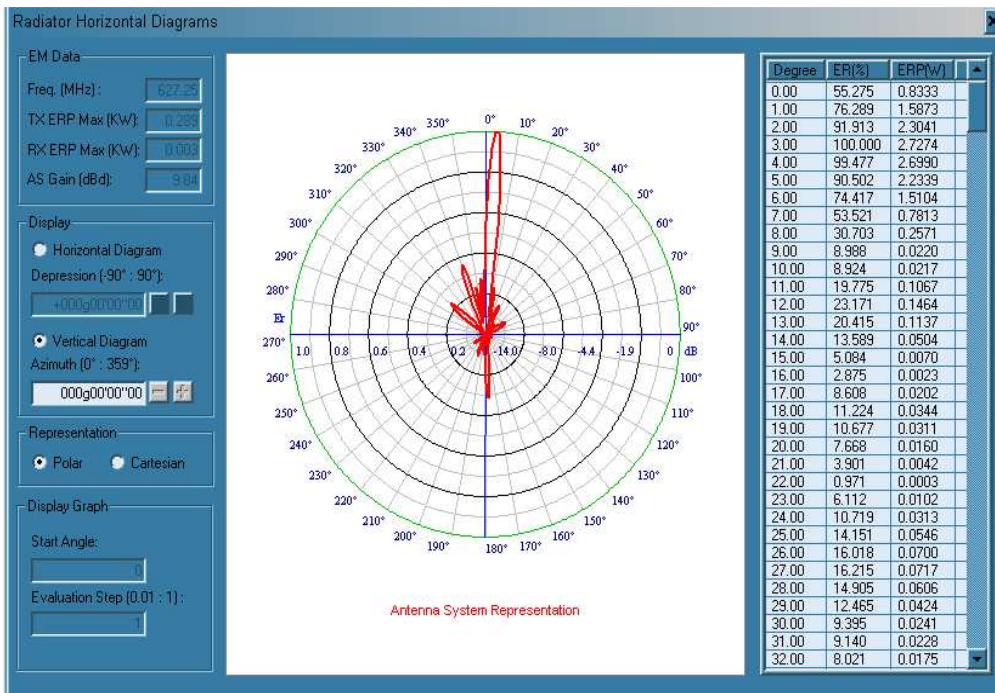 Radiator Horizontal Diagrams
EM Data
Freq. (MHz) : 627.25
TX ERP Max (KW): 0.289
RX ERP Max (KW): 0.003
AS Gain (dBd) : 9.84
Display
Horizontal Diagram
Depression (-90° : 90°):
+000g00'00''00
Vertical Diagram
Azimuth (0° : 359°):
000g00'00''00
Representation
Polar Cartesian
Display Graph
Start Angle:
0
Evaluation Step (0.01 : 1) :
1
0°
350° 10°
340° 20°
330° 30°
320° 40°
310° 50°
300° 60°
290° 70°
280° 80°
Er 90°
270° 1.0 0.8 0.6 0.4 0.2 -14.0 -8.0 -4.4 -1.9 0 dB
260° 100°
250° 110°
240° 120°
230° 130°
220° 140°
210° 150°
200° 160°
190° 170°
180°
Antenna System Representation
Degree ER(%) ERP(W)
0.00 55.275 0.8333
1.00 76.289 1.5873
2.00 91.913 2.3041
3.00 100.000 2.7274
4.00 99.477 2.6990
5.00 90.502 2.2339
6.00 74.417 1.5104
7.00 53.521 0.7813
8.00 30.703 0.2571
9.00 8.988 0.0220
10.00 8.924 0.0217
11.00 19.775 0.1067
12.00 23.171 0.1464
13.00 20.415 0.1137
14.00 13.589 0.0504
15.00 5.084 0.0070
16.00 2.875 0.0023
17.00 8.608 0.0202
18.00 11.224 0.0344
19.00 10.677 0.0311
20.00 7.668 0.0160
21.00 3.901 0.0042
22.00 0.971 0.0003
23.00 6.112 0.0102
24.00 10.719 0.0313
25.00 14.151 0.0546
26.00 16.018 0.0700
27.00 16.215 0.0717
28.00 14.905 0.0606
29.00 12.465 0.0424
30.00 9.395 0.0241
31.00 9.140 0.0228
32.00 8.021 0.0175